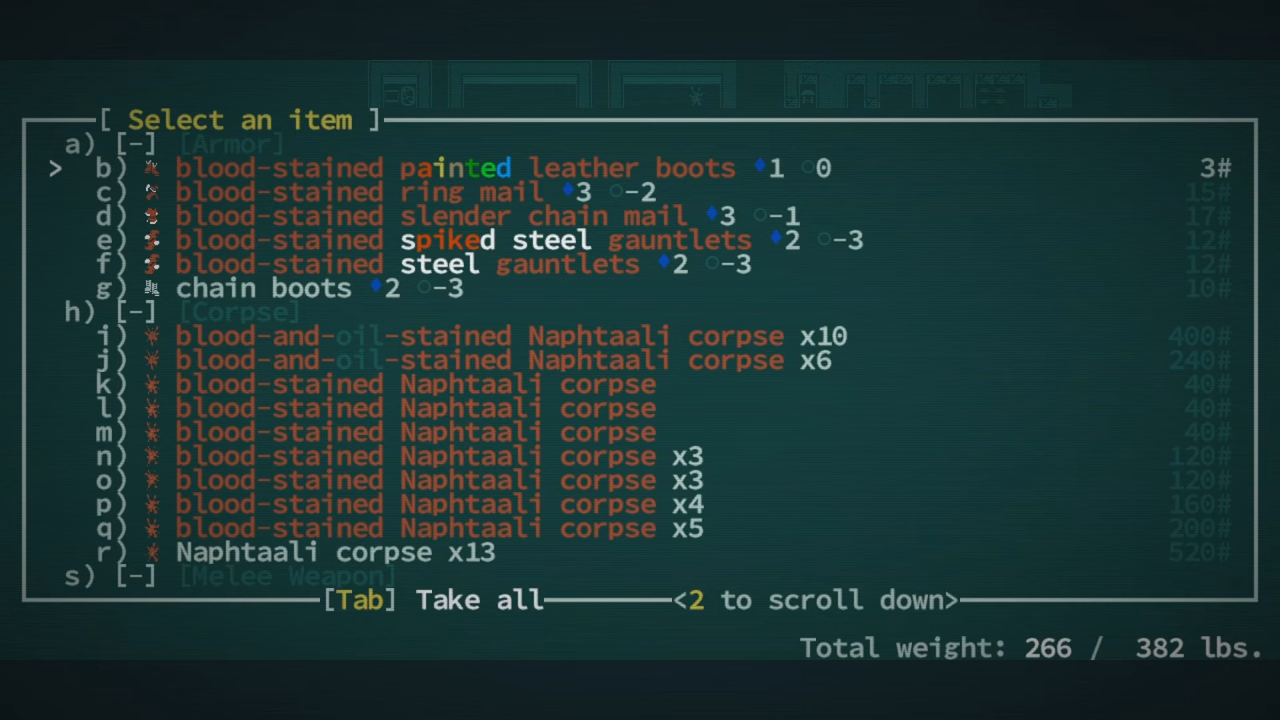 [ Select an item ]
a) [-] [Armor]
> b) blood-stained painted leather boots ♦1 ○0 3#
c) blood-stained ring mail ♦3 ○-2 15#
d) blood-stained slender chain mail ♦3 ○-1 17#
e) blood-stained spiked steel gauntlets ♦2 ○-3 12#
f) blood-stained steel gauntlets ♦2 ○-3 12#
g) chain boots ♦2 ○-3 10#
h) [-] [Corpse]
i) blood-and-oil-stained Naphtaali corpse x10 400#
j) blood-and-oil-stained Naphtaali corpse x6 240#
k) blood-stained Naphtaali corpse 40#
l) blood-stained Naphtaali corpse 40#
m) blood-stained Naphtaali corpse 40#
n) blood-stained Naphtaali corpse x3 120#
o) blood-stained Naphtaali corpse x3 120#
p) blood-stained Naphtaali corpse x4 160#
q) blood-stained Naphtaali corpse x5 200#
r) Naphtaali corpse x13 520#
s) [-] [Melee Weapon]
[Tab] Take all <2 to scroll down>
Total weight: 266 / 382 lbs.